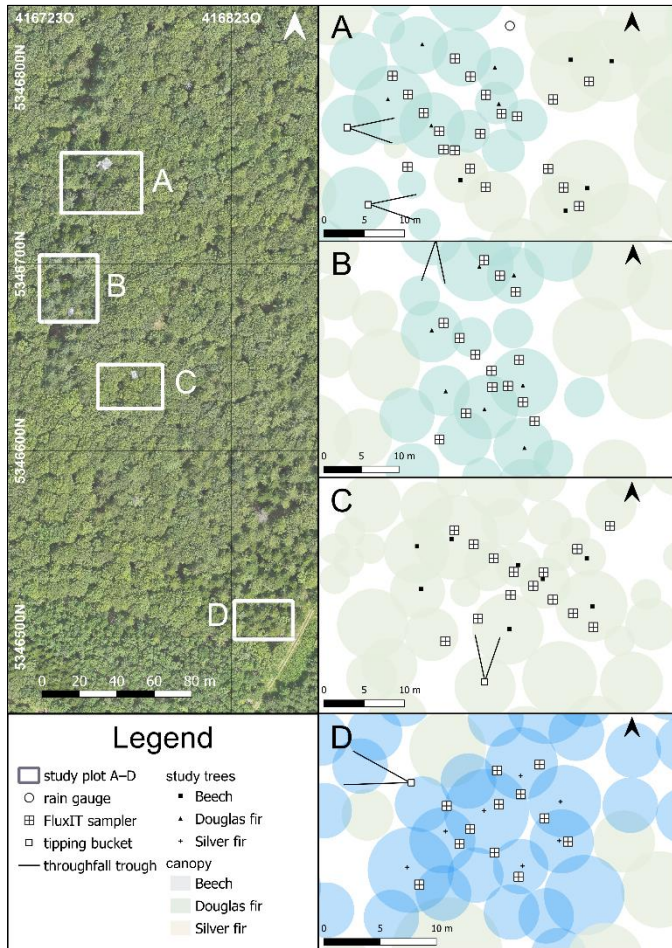 4167230
4168230
5346800N
A
5346700N
B
C
5346600N
D
5346500N
0 20 40 60 80 m
A
0 5 10 m
B
0 5 10 m
C
0 5 10 m
D
0 5 10 m
Legend
study plot A–D
rain gauge
FluxIT sampler
tipping bucket
throughfall trough
study trees
Beech
Douglas fir
Silver fir
canopy
Beech
Douglas fir
Silver fir